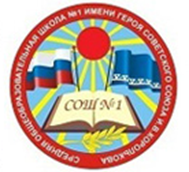 СРЕДНЯЯ ОБЩЕОБРАЗОВАТЕЛЬНАЯ ШКОЛА №1 ИМЕНИ ГЕРОЯ СОВЕТСКОГО СОЮЗА И.В. КОРОЛЬКОВА
СОШ №1